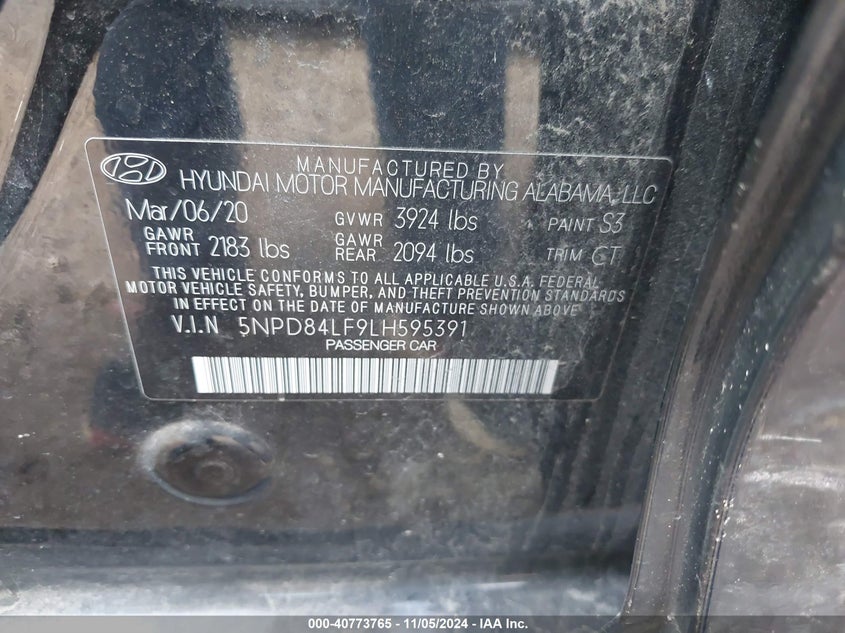 MANUFACTURED BY
HYUNDAI MOTOR MANUFACTURING ALABAMA, LLC
Mar/06/20 GVWR 3924 lbs PAINT S3
GAWR FRONT 2183 lbs GAWR REAR 2094 lbs TRIM CT
THIS VEHICLE CONFORMS TO ALL APPLICABLE U.S.A. FEDERAL
MOTOR VEHICLE SAFETY, BUMPER, AND THEFT PREVENTION STANDARDS
IN EFFECT ON THE DATE OF MANUFACTURE SHOWN ABOVE.
V.I.N 5NPD84LF9LH595391
PASSENGER CAR
000-40773765 - 11/05/2024 - IAA Inc.